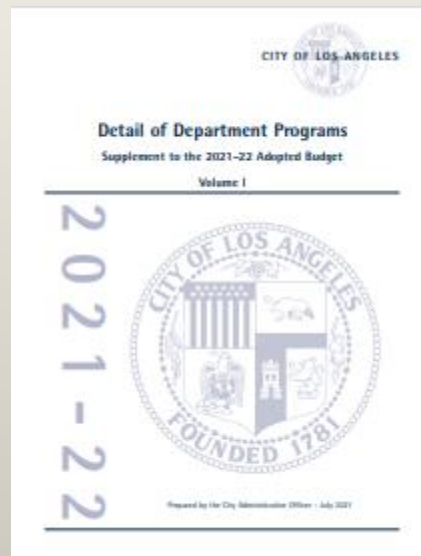 CITY OF LOS ANGELES
Detail of Department Programs
Supplement to the 2021-22 Adopted Budget
Volume I
2021-22
CITY OF LOS ANGELES
FOUNDED 1781
Prepared by the City Administrative Officer - July 2021